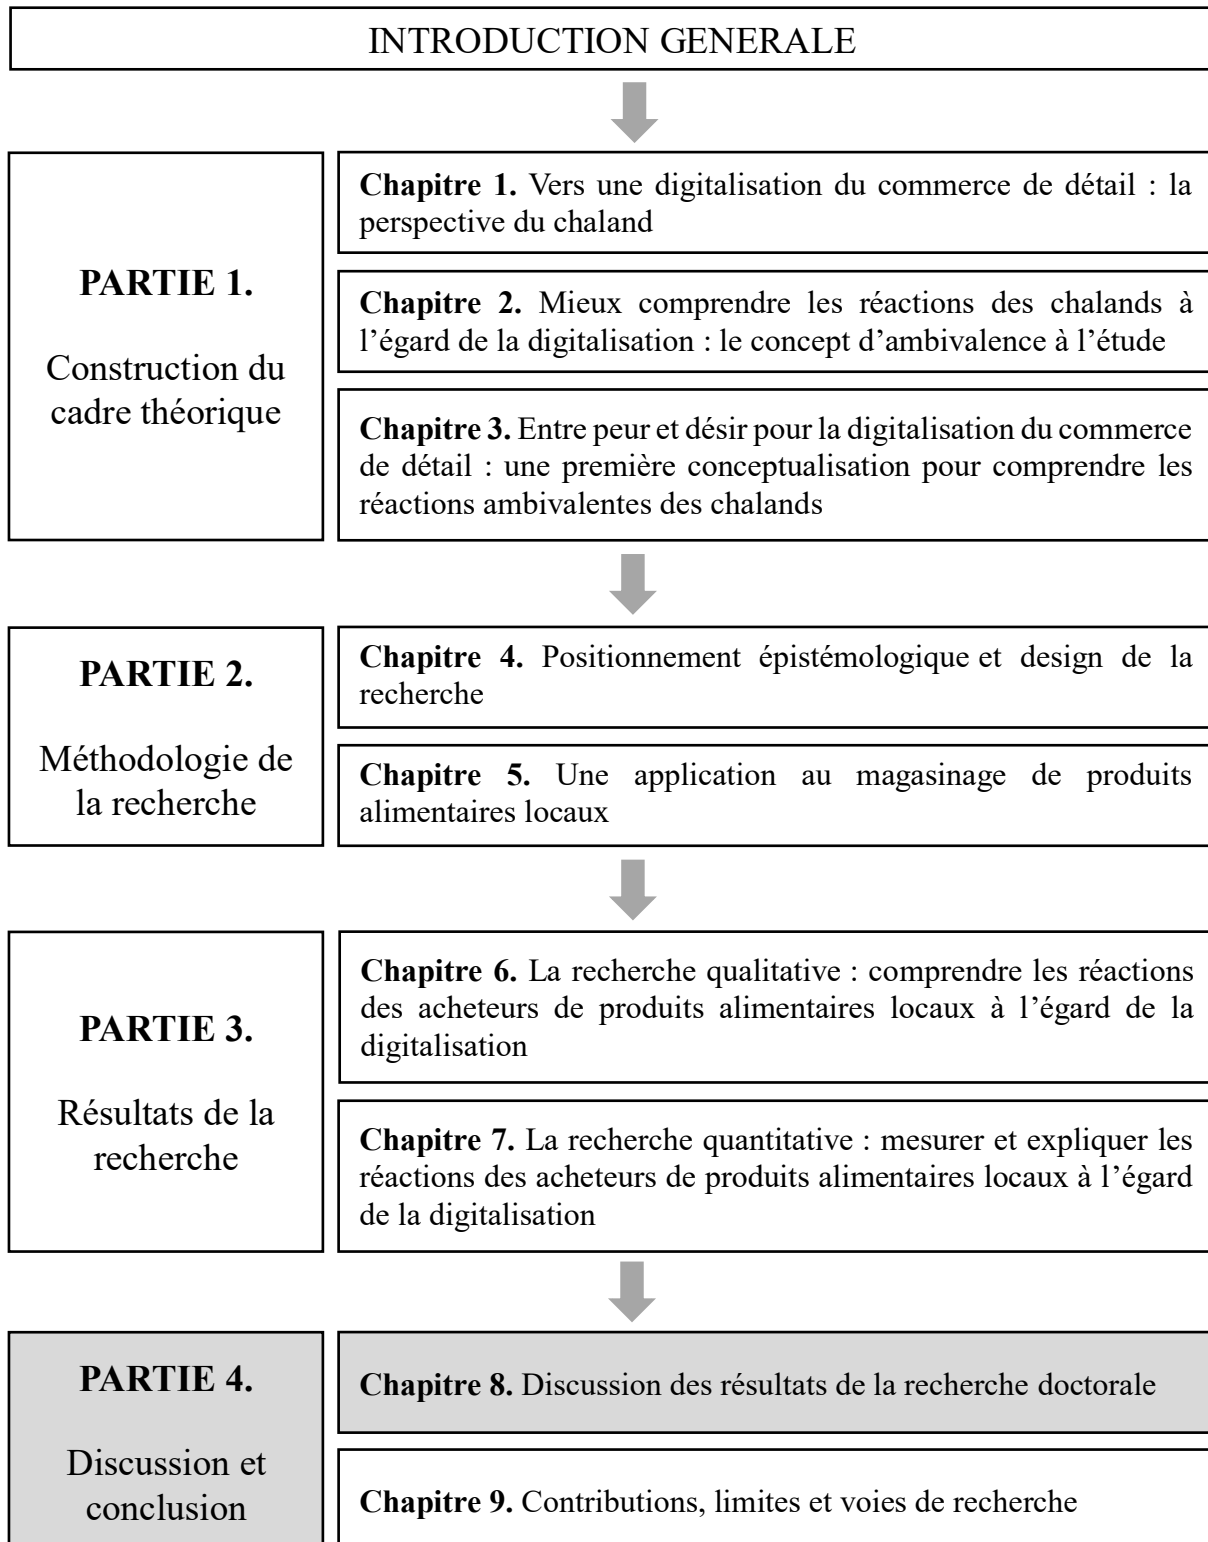 INTRODUCTION GENERALE
PARTIE 1.
Construction du
cadre théorique
Chapitre 1. Vers une digitalisation du commerce de détail : la
perspective du chaland
Chapitre 2. Mieux comprendre les réactions des chalands à
l’égard de la digitalisation : le concept d’ambivalence à l’étude
Chapitre 3. Entre peur et désir pour la digitalisation du commerce
de détail : une première conceptualisation pour comprendre les
réactions ambivalentes des chalands
PARTIE 2.
Méthodologie de
la recherche
Chapitre 4. Positionnement épistémologique et design de la
recherche
Chapitre 5. Une application au magasinage de produits
alimentaires locaux
PARTIE 3.
Résultats de la
recherche
Chapitre 6. La recherche qualitative : comprendre les réactions
des acheteurs de produits alimentaires locaux à l’égard de la
digitalisation
Chapitre 7. La recherche quantitative : mesurer et expliquer les
réactions des acheteurs de produits alimentaires locaux à l’égard
de la digitalisation
PARTIE 4.
Discussion et
conclusion
Chapitre 8. Discussion des résultats de la recherche doctorale
Chapitre 9. Contributions, limites et voies de recherche